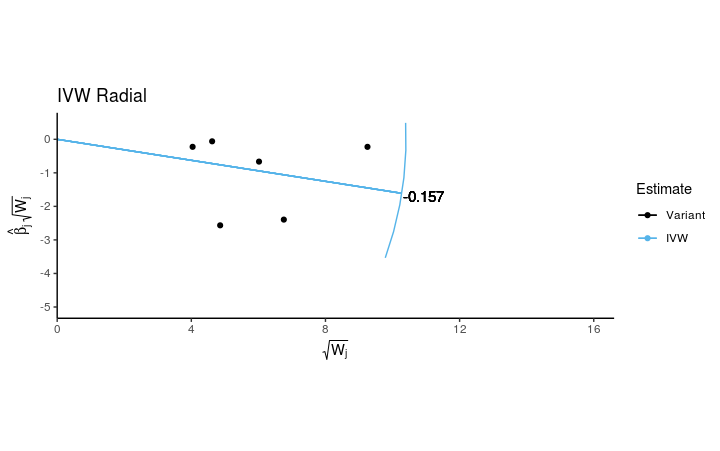 IVW Radial
0
-1
-2
-3
-4
-5
β̂ⱼ√Wⱼ
-0.157
0 4 8 12 16
√Wⱼ
Estimate
Variant
IVW